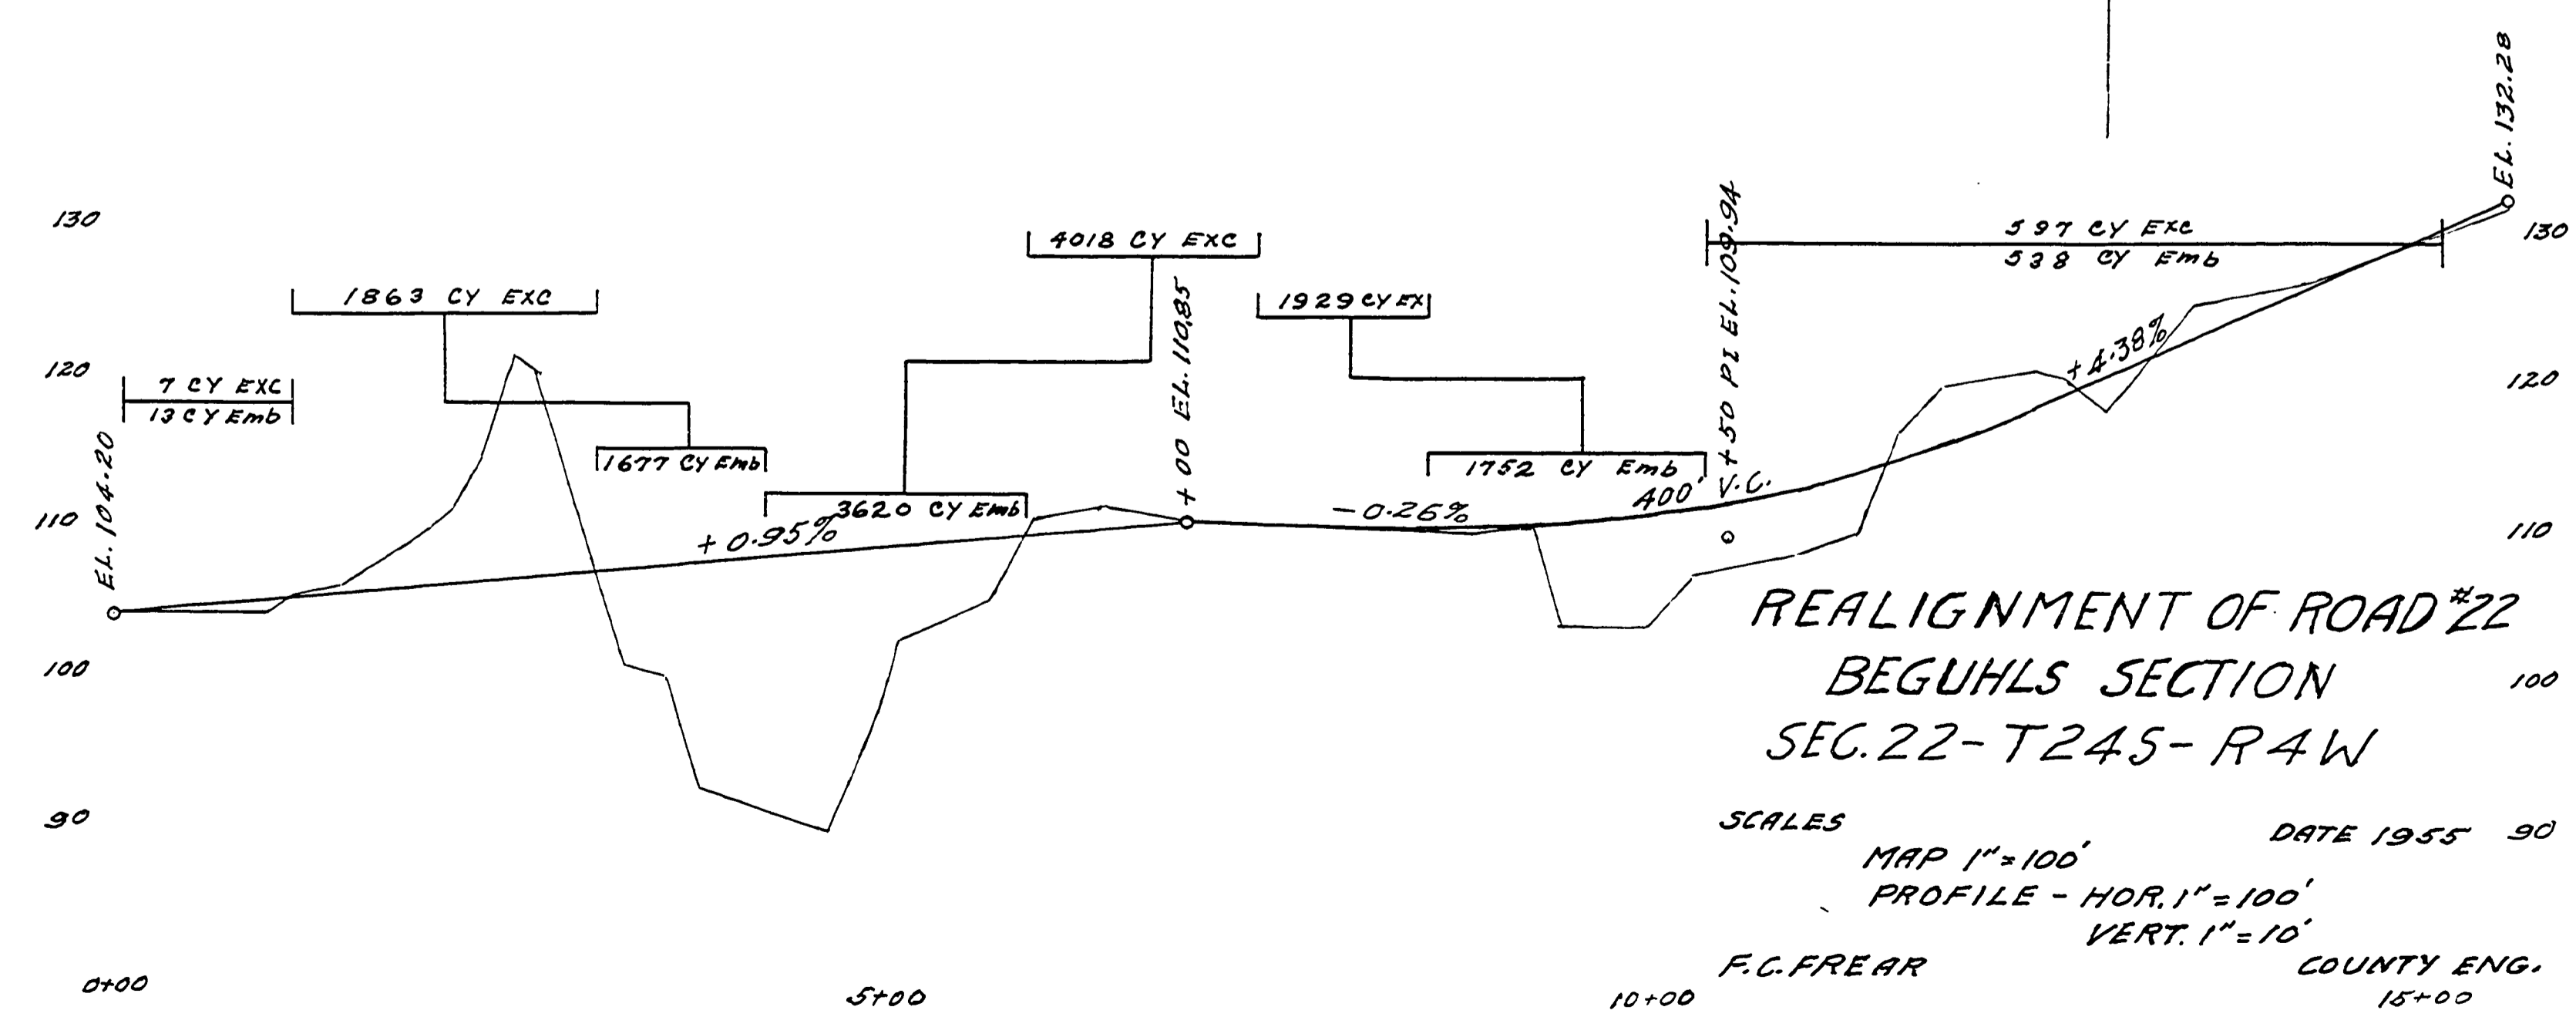 EL. 132.28
130
120
110
100
90
EL. 104.20
7 CY EXC
13 CY Emb
1863 CY EXC
1677 CY Emb
4018 CY EXC
3620 CY Emb
+0.95%
+00 EL. 110.85
1929 CY EX
1752 CY Emb
-0.26%
400' V.C.
+50 PI EL. 109.94
597 CY EXC
538 CY Emb
+4.38%
130
120
110
100
90
REALIGNMENT OF ROAD #22
BEGUHLS SECTION
SEC. 22-T24S-R4W
SCALES
DATE 1955
MAP 1"=100'
PROFILE - HOR. 1"=100'
VERT. 1"=10'
F.C. FREAR
COUNTY ENG.
0+00
5+00
10+00
15+00